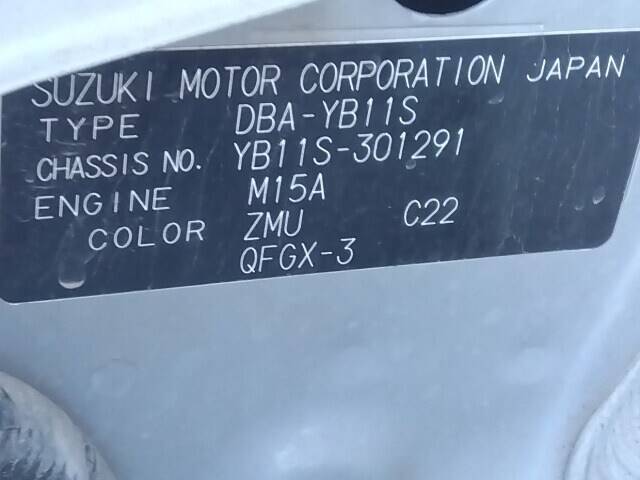 SUZUKI MOTOR CORPORATION JAPAN
TYPE DBA-YB11S
CHASSIS NO. YB11S-301291
ENGINE M15A
COLOR ZMU C22
QFGX-3